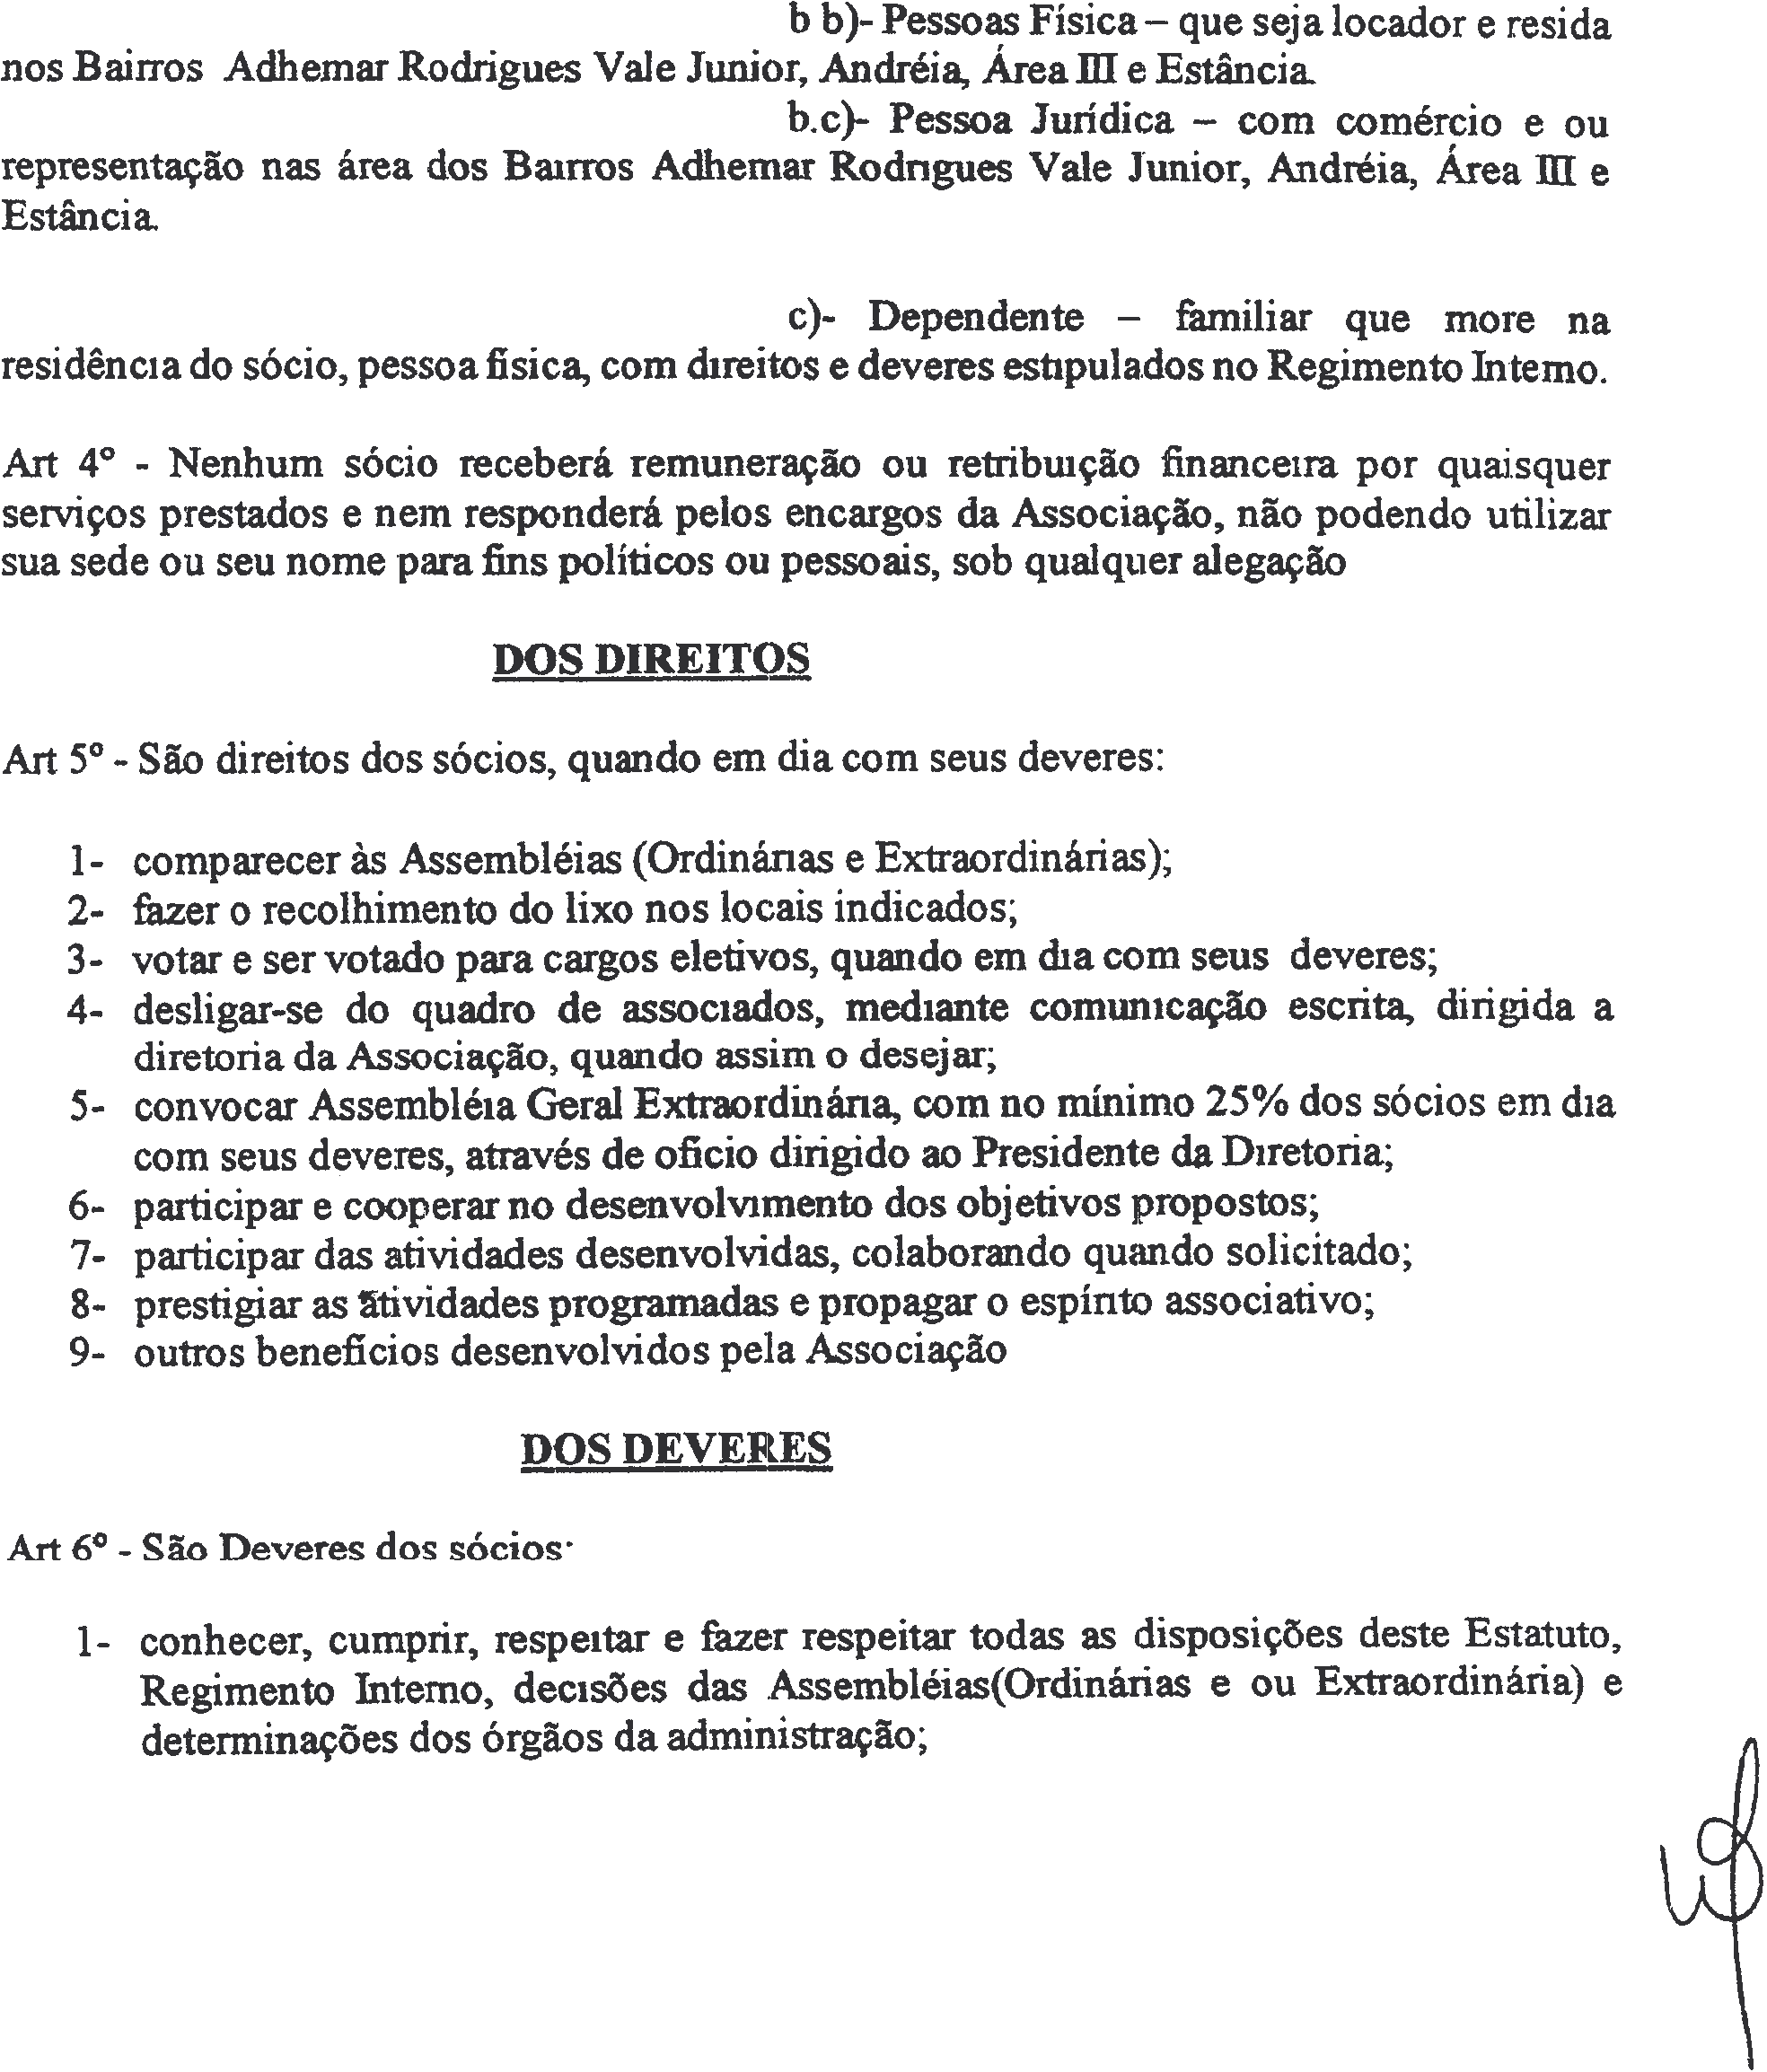 b b)- Pessoas Física – que seja locador e resida
nos Bairros Adhemar Rodrigues Vale Junior, Andréia, Área III e Estância.
b.c)- Pessoa Jurídica – com comércio e ou
representação nas área dos Bairros Adhemar Rodrigues Vale Junior, Andréia, Área III e
Estância.
c)- Dependente – familiar que more na
residência do sócio, pessoa física, com direitos e deveres estipulados no Regimento Interno.
Art 4º - Nenhum sócio receberá remuneração ou retribuição financeira por quaisquer
serviços prestados e nem responderá pelos encargos da Associação, não podendo utilizar
sua sede ou seu nome para fins políticos ou pessoais, sob qualquer alegação
DOS DIREITOS
Art 5º - São direitos dos sócios, quando em dia com seus deveres:
1- comparecer às Assembléias (Ordinárias e Extraordinárias);
2- fazer o recolhimento do lixo nos locais indicados;
3- votar e ser votado para cargos eletivos, quando em dia com seus deveres;
4- desligar-se do quadro de associados, mediante comunicação escrita, dirigida a
diretoria da Associação, quando assim o desejar;
5- convocar Assembléia Geral Extraordinária, com no mínimo 25% dos sócios em dia
com seus deveres, através de oficio dirigido ao Presidente da Diretoria;
6- participar e cooperar no desenvolvimento dos objetivos propostos;
7- participar das atividades desenvolvidas, colaborando quando solicitado;
8- prestigiar as atividades programadas e propagar o espírito associativo;
9- outros benefícios desenvolvidos pela Associação
DOS DEVERES
Art 6º - São Deveres dos sócios·
1- conhecer, cumprir, respeitar e fazer respeitar todas as disposições deste Estatuto,
Regimento Interno, decisões das Assembléias(Ordinárias e ou Extraordinária) e
determinações dos órgãos da administração;